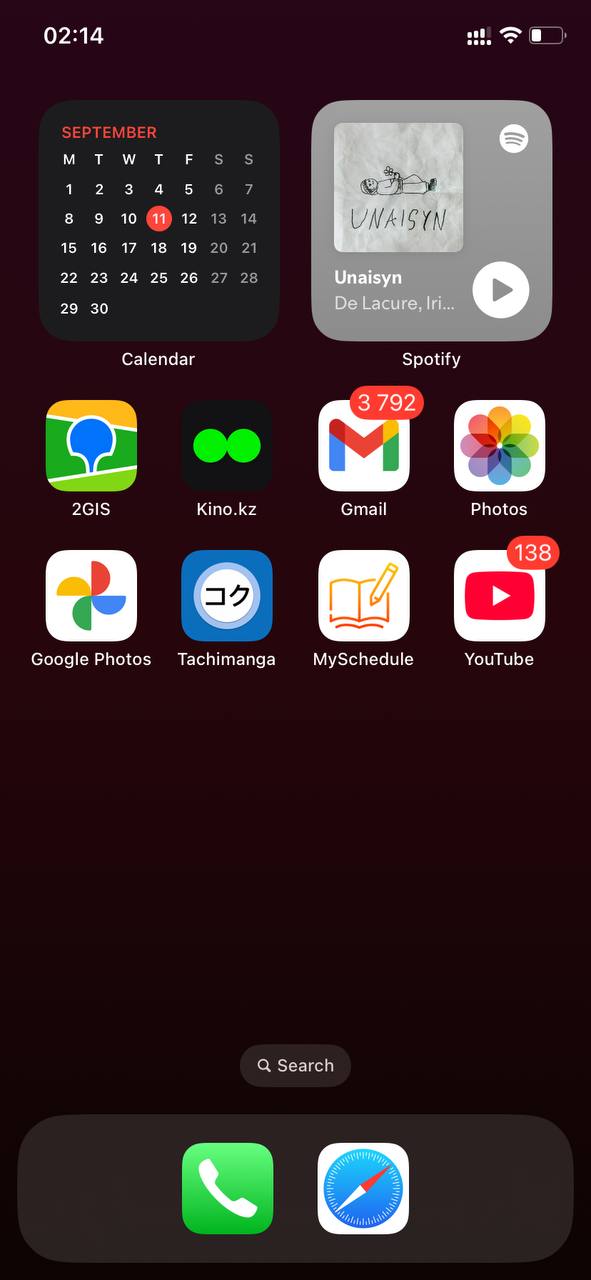 02:14
SEPTEMBER
M T W T F S S
1 2 3 4 5 6 7
8 9 10 11 12 13 14
15 16 17 18 19 20 21
22 23 24 25 26 27 28
29 30
UNAISYN
Unaisyn
De Lacure, Iri...
Calendar
Spotify
3 792
2GIS
Kino.kz
Gmail
Photos
138
コク
Google Photos
Tachimanga
MySchedule
YouTube
Search